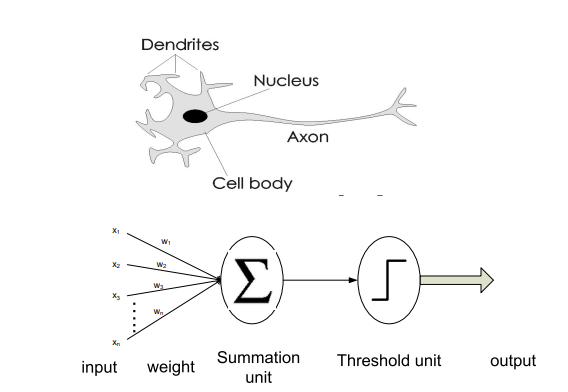 Dendrites
Nucleus
Axon
Cell body
x₁
w₁
x₂
w₂
x₃
w₃
wₙ
xₙ
Σ
input
weight
Summation
unit
Threshold unit
output